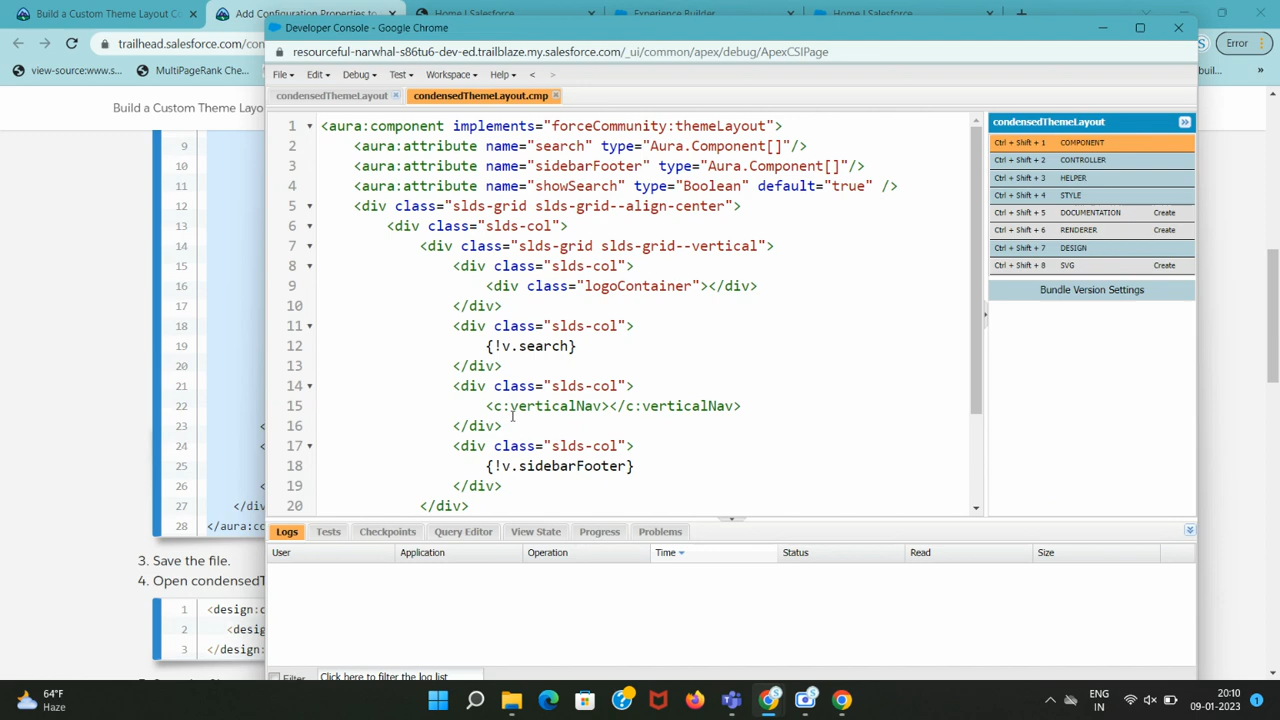 Build a Custom Theme Layout C
Add Configuration Properties to
Home | Salesforce
Experience Builder
Home | Salesforce
Developer Console - Google Chrome
trailhead.salesforce.com/con
resourceful-narwhal-s86tu6-dev-ed.trailblaze.my.salesforce.com/_ui/common/apex/debug/ApexCSIPage
Error
view-source:www.s...
MultiPageRank Che...
File
Edit
Debug
Test
Workspace
Help
<
>
»
Build a Custom Theme Layo
condensedThemeLayout
condensedThemeLayout.cmp
1 <aura:component implements="forceCommunity:themeLayout">
2 <aura:attribute name="search" type="Aura.Component[]"/>
3 <aura:attribute name="sidebarFooter" type="Aura.Component[]"/>
4 <aura:attribute name="showSearch" type="Boolean" default="true" />
5 <div class="slds-grid slds-grid--align-center">
6 <div class="slds-col">
7 <div class="slds-grid slds-grid--vertical">
8 <div class="slds-col">
9 <div class="logoContainer"></div>
10 </div>
11 <div class="slds-col">
12 {!v.search}
13 </div>
14 <div class="slds-col">
15 <c:verticalNav></c:verticalNav>
16 </div>
17 <div class="slds-col">
18 {!v.sidebarFooter}
19 </div>
20 </div>
condensedThemeLayout
Ctrl + Shift + 1 COMPONENT
Ctrl + Shift + 2 CONTROLLER
Ctrl + Shift + 3 HELPER
Ctrl + Shift + 4 STYLE
Ctrl + Shift + 5 DOCUMENTATION Create
Ctrl + Shift + 6 RENDERER Create
Ctrl + Shift + 7 DESIGN
Ctrl + Shift + 8 SVG Create
Bundle Version Settings
9
10
11
12
13
14
15
16
17
18
19
20
21
22
23 <
24 <
25
26 <
27 </di
28 </aura:co
3. Save the file.
4. Open condensedT
1 <design:c
2 <desig
3 </design:
Logs
Tests
Checkpoints
Query Editor
View State
Progress
Problems
User
Application
Operation
Time
Status
Read
Size
Filter
Click here to filter the log list
64°F
Haze
ENG
IN
20:10
09-01-2023
1